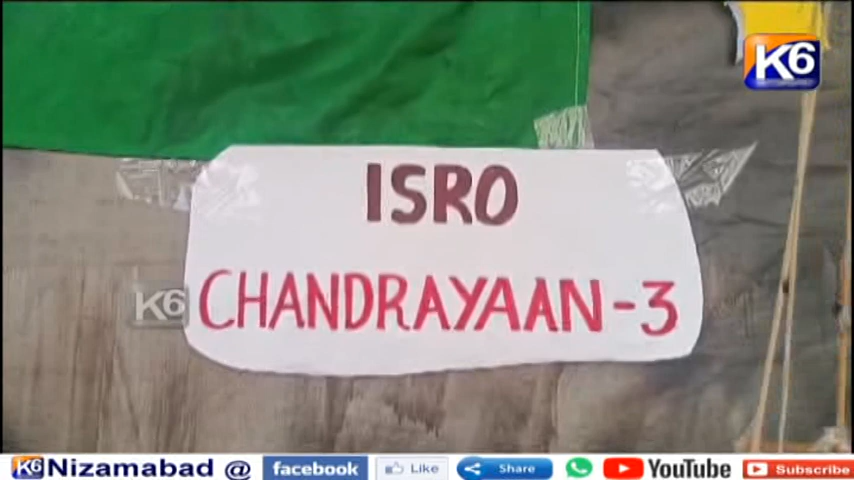 K6
ISRO
CHANDRAYAAN-3
K6
K6 Nizamabad @ facebook Like Share YouTube Subscribe